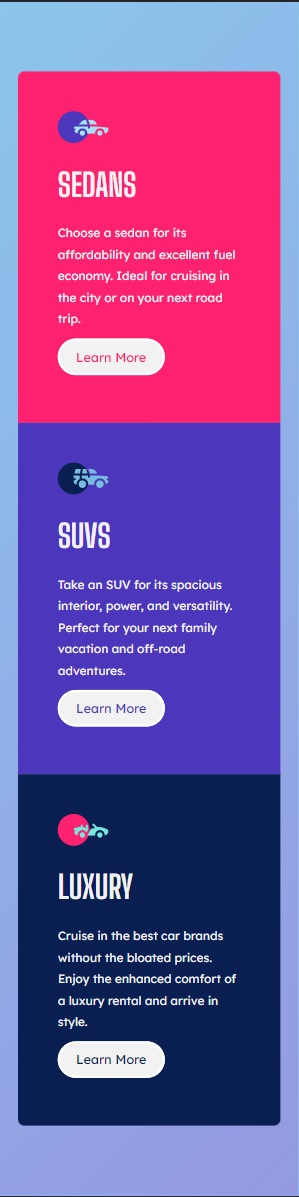 SEDANS
Choose a sedan for its
affordability and excellent fuel
economy. Ideal for cruising in
the city or on your next road
trip.
Learn More
SUVS
Take an SUV for its spacious
interior, power, and versatility.
Perfect for your next family
vacation and off-road
adventures.
Learn More
LUXURY
Cruise in the best car brands
without the bloated prices.
Enjoy the enhanced comfort of
a luxury rental and arrive in
style.
Learn More